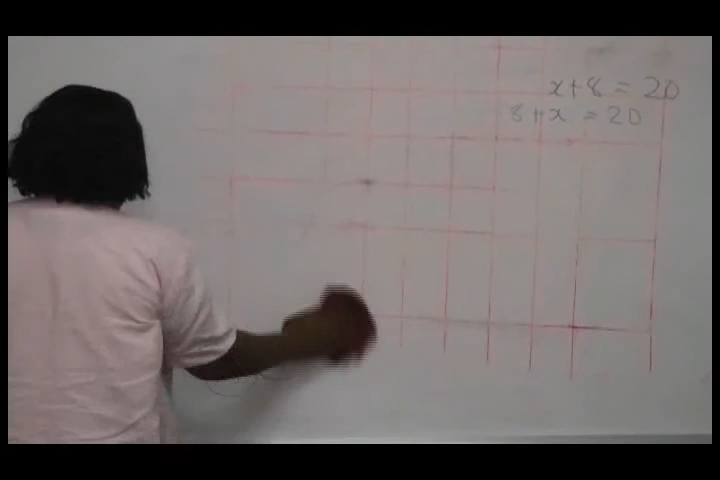 x+8 = 20
8+x = 20